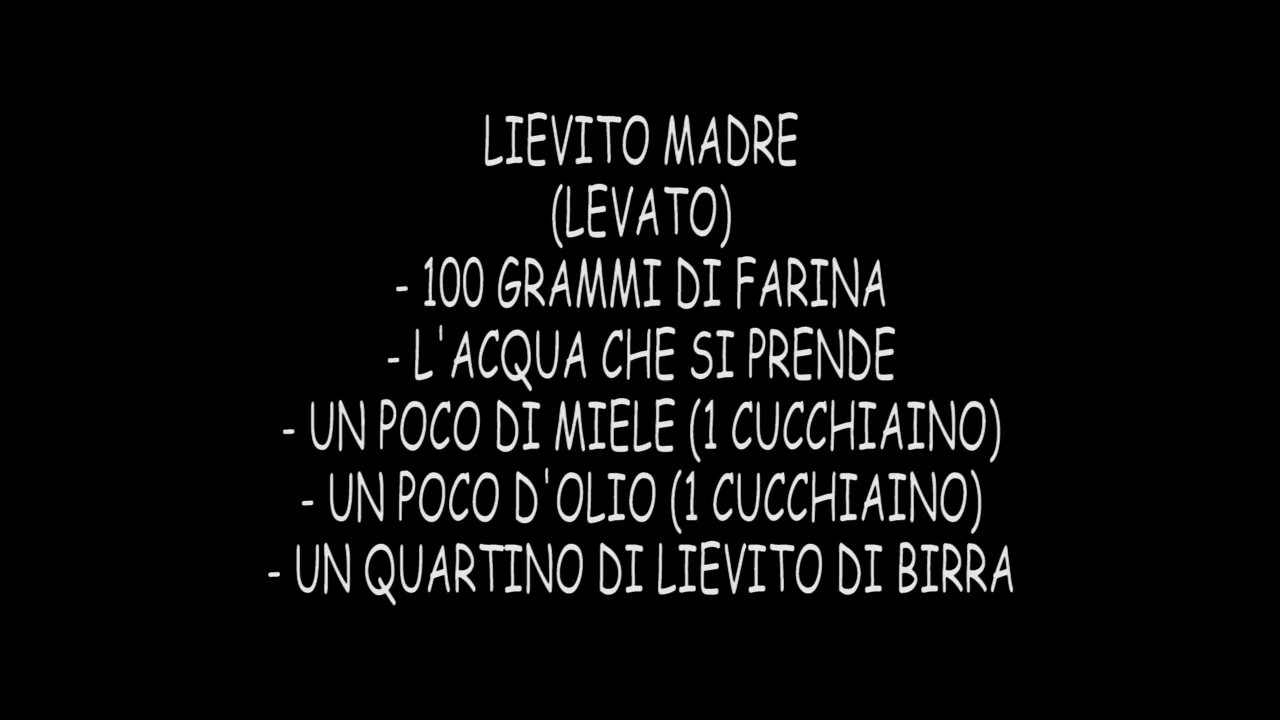 LIEVITO MADRE
(LEVATO)
- 100 GRAMMI DI FARINA
- L'ACQUA CHE SI PRENDE
- UN POCO DI MIELE (1 CUCCHIAINO)
- UN POCO D'OLIO (1 CUCCHIAINO)
- UN QUARTINO DI LIEVITO DI BIRRA